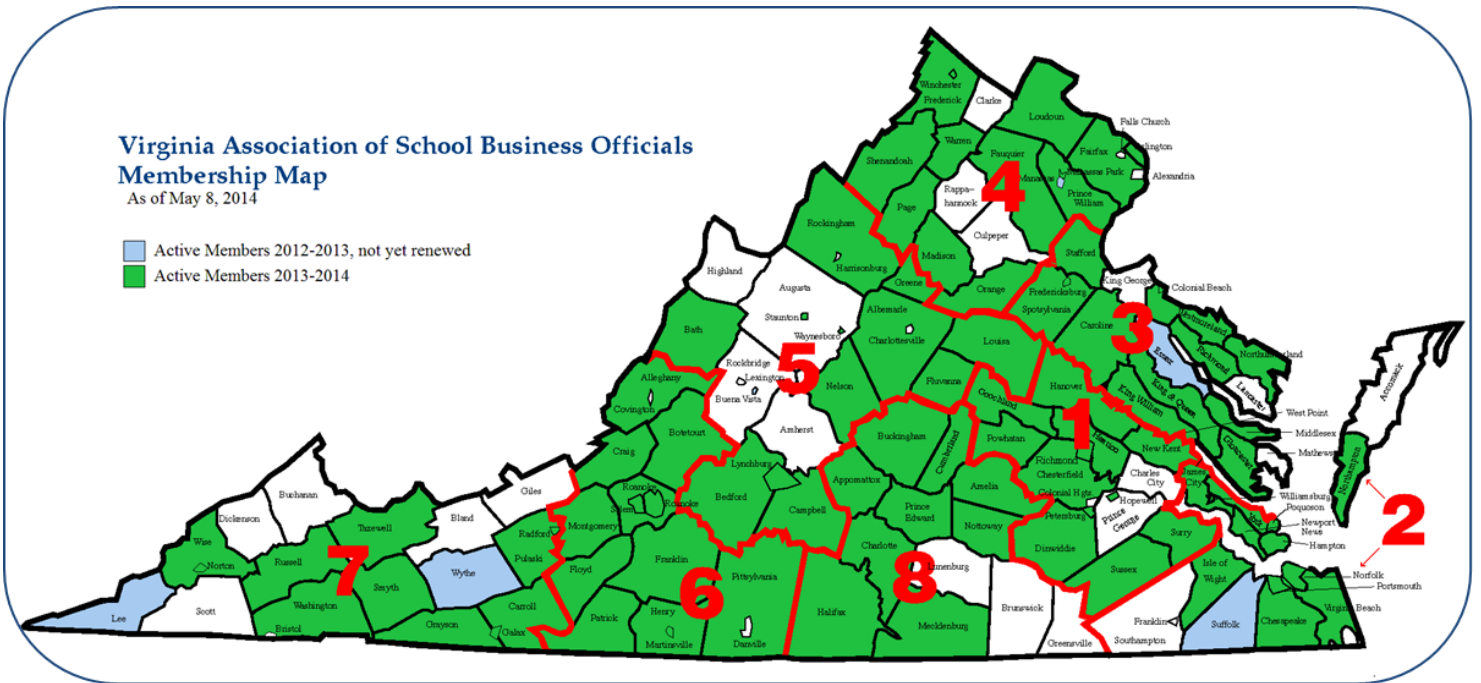 Virginia Association of School Business Officials
Membership Map
As of May 8, 2014
Active Members 2012-2013, not yet renewed
Active Members 2013-2014
Winchester
Frederick
Clarke
Loudoun
Falls Church
Arlington
Fairfax
Alexandria
Warren
Shenandoah
Fauquier
4
Manassas
Manassas Park
Prince
William
Rappa-
hannock
Page
Culpeper
Rockingham
Harrisonburg
Madison
Greene
Orange
Stafford
Highland
Augusta
Staunton
Waynesboro
Albemarle
Charlottesville
Fredericksburg
Spotsylvania
King George
Colonial Beach
Caroline
3
Westmoreland
Essex
Richmond
Northumberland
Lancaster
Accomack
Bath
5
Rockbridge
Lexington
Buena Vista
Nelson
Louisa
Fluvanna
Goochland
Hanover
King William
King & Queen
West Point
Middlesex
Mathews
Gloucester
Northampton
2
Alleghany
Covington
Botetourt
Craig
Amherst
Buckingham
Cumberland
Powhatan
1
Henrico
New Kent
Richmond
Chesterfield
Charles
City
James
City
Williamsburg
Poquoson
York
Newport
News
Hampton
Lynchburg
Bedford
Campbell
Appomattox
Prince
Edward
Amelia
Nottoway
Colonial Hgts
Hopewell
Petersburg
Prince
George
Dinwiddie
Surry
Sussex
Isle of
Wight
Norfolk
Portsmouth
Virginia Beach
Chesapeake
Suffolk
Franklin
Southampton
Greensville
Brunswick
Lunenburg
Charlotte
8
Mecklenburg
Halifax
Roanoke
Salem
Roanoke
Montgomery
Floyd
Franklin
6
Pittsylvania
Patrick
Henry
Martinsville
Danville
Giles
Buchanan
Dickenson
Bland
Tazewell
Radford
Pulaski
Wise
Norton
Russell
7
Smyth
Wythe
Carroll
Lee
Scott
Washington
Bristol
Grayson
Galax